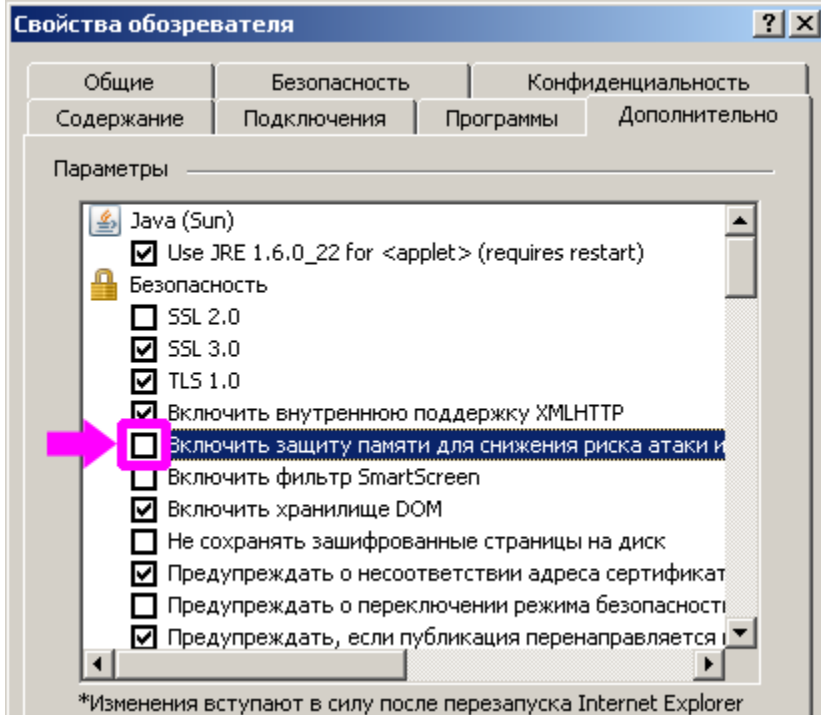 Свойства обозревателя
Общие Безопасность Конфиденциальность
Содержание Подключения Программы Дополнительно
Параметры
Java (Sun)
Use JRE 1.6.0_22 for <applet> (requires restart)
Безопасность
SSL 2.0
SSL 3.0
TLS 1.0
Включить внутреннюю поддержку XMLHTTP
Включить защиту памяти для снижения риска атаки и
Включить фильтр SmartScreen
Включить хранилище DOM
Не сохранять зашифрованные страницы на диск
Предупреждать о несоответствии адреса сертификат
Предупреждать о переключении режима безопасност
Предупреждать, если публикация перенаправляется
*Изменения вступают в силу после перезапуска Internet Explorer